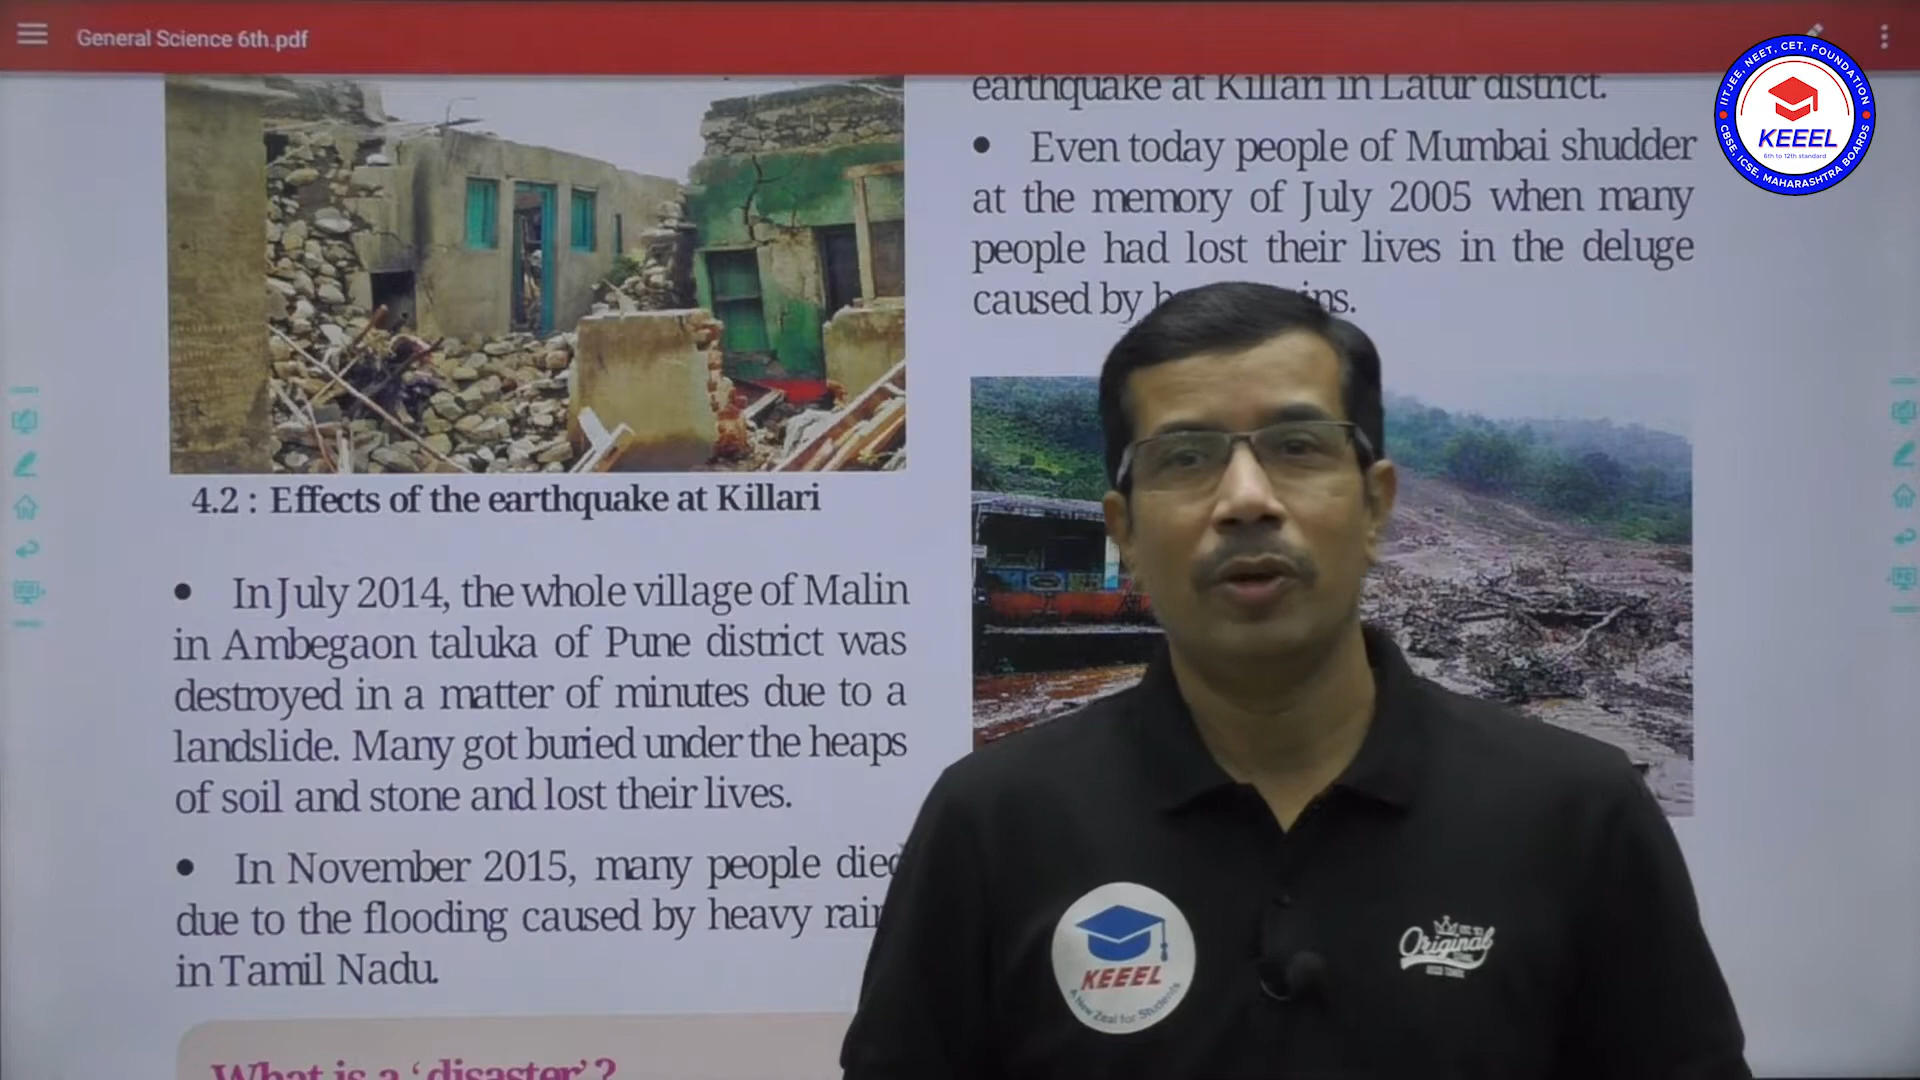 General Science 6th.pdf
IITJEE, NEET, CET, FOUNDATION
KEEEL
6th to 12th standard
CBSE, ICSE, MAHARASHTRA BOARDS
4.2 : Effects of the earthquake at Killari
• In July 2014, the whole village of Malin
in Ambegaon taluka of Pune district was
destroyed in a matter of minutes due to a
landslide. Many got buried under the heaps
of soil and stone and lost their lives.
• In November 2015, many people died
due to the flooding caused by heavy rain
in Tamil Nadu.
What is a 'disaster'?
earthquake at Killari in Latur district.
• Even today people of Mumbai shudder
at the memory of July 2005 when many
people had lost their lives in the deluge
caused by
KEEEL
A New Zeal for Students
Original